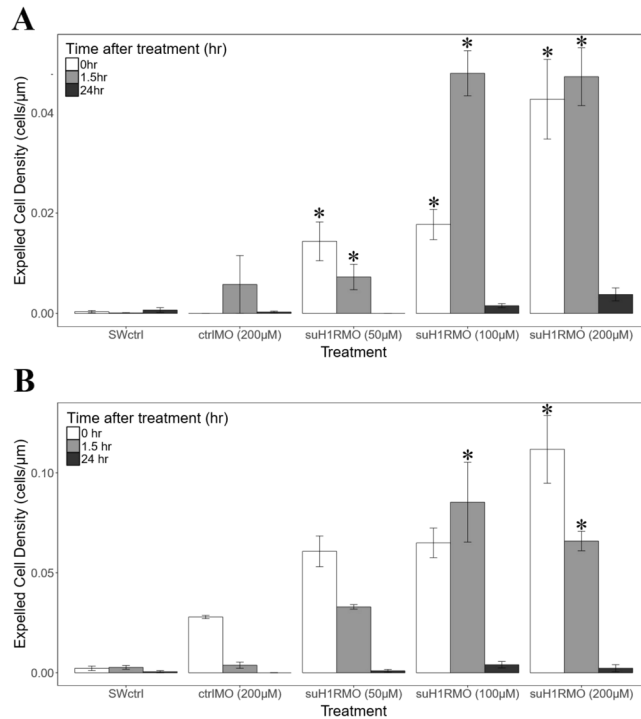 A
Time after treatment (hr)
0hr
1.5hr
24hr
* * * * * *
Expelled Cell Density (cells/µm)
0.04
0.02
0.00
SWctrl ctrlMO (200µM) suH1RMO (50µM) suH1RMO (100µM) suH1RMO (200µM)
Treatment
B
Time after treatment (hr)
0 hr
1.5 hr
24 hr
* * *
Expelled Cell Density (cells/µm)
0.10
0.05
0.00
SWctrl ctrlMO (200µM) suH1RMO (50µM) suH1RMO (100µM) suH1RMO (200µM)
Treatment